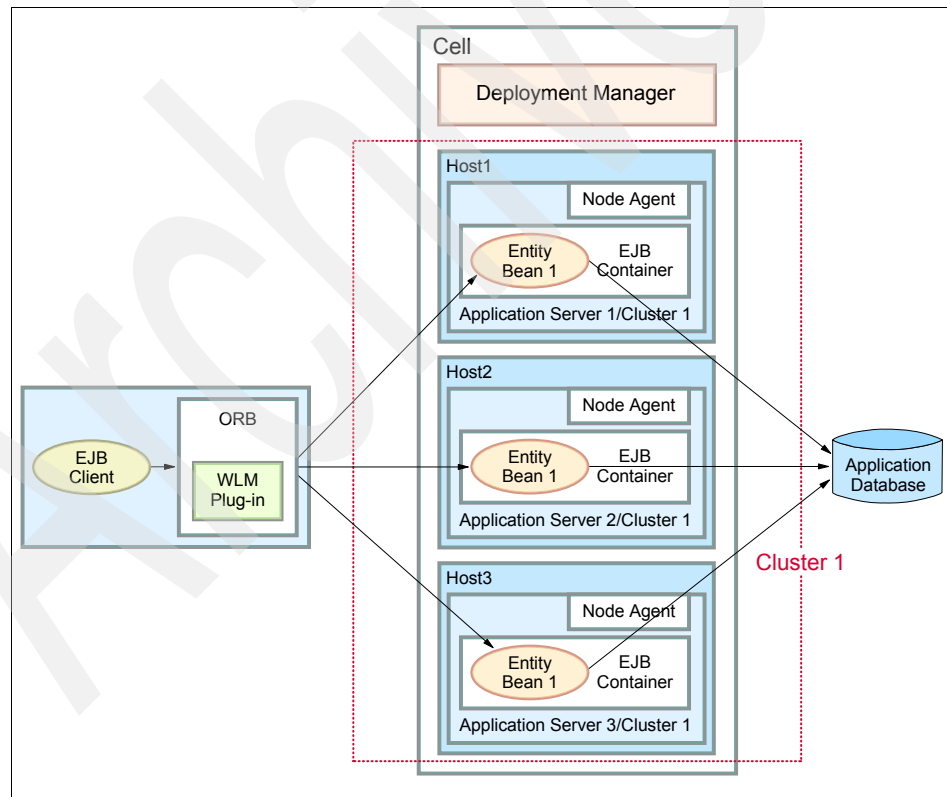 Cell
Deployment Manager
Host1
Node Agent
Entity
Bean 1
EJB
Container
Application Server 1/Cluster 1
Host2
Node Agent
Entity
Bean 1
EJB
Container
Application Server 2/Cluster 1
Host3
Node Agent
Entity
Bean 1
EJB
Container
Application Server 3/Cluster 1
ORB
EJB
Client
WLM
Plug-in
Application
Database
Cluster 1
Archive